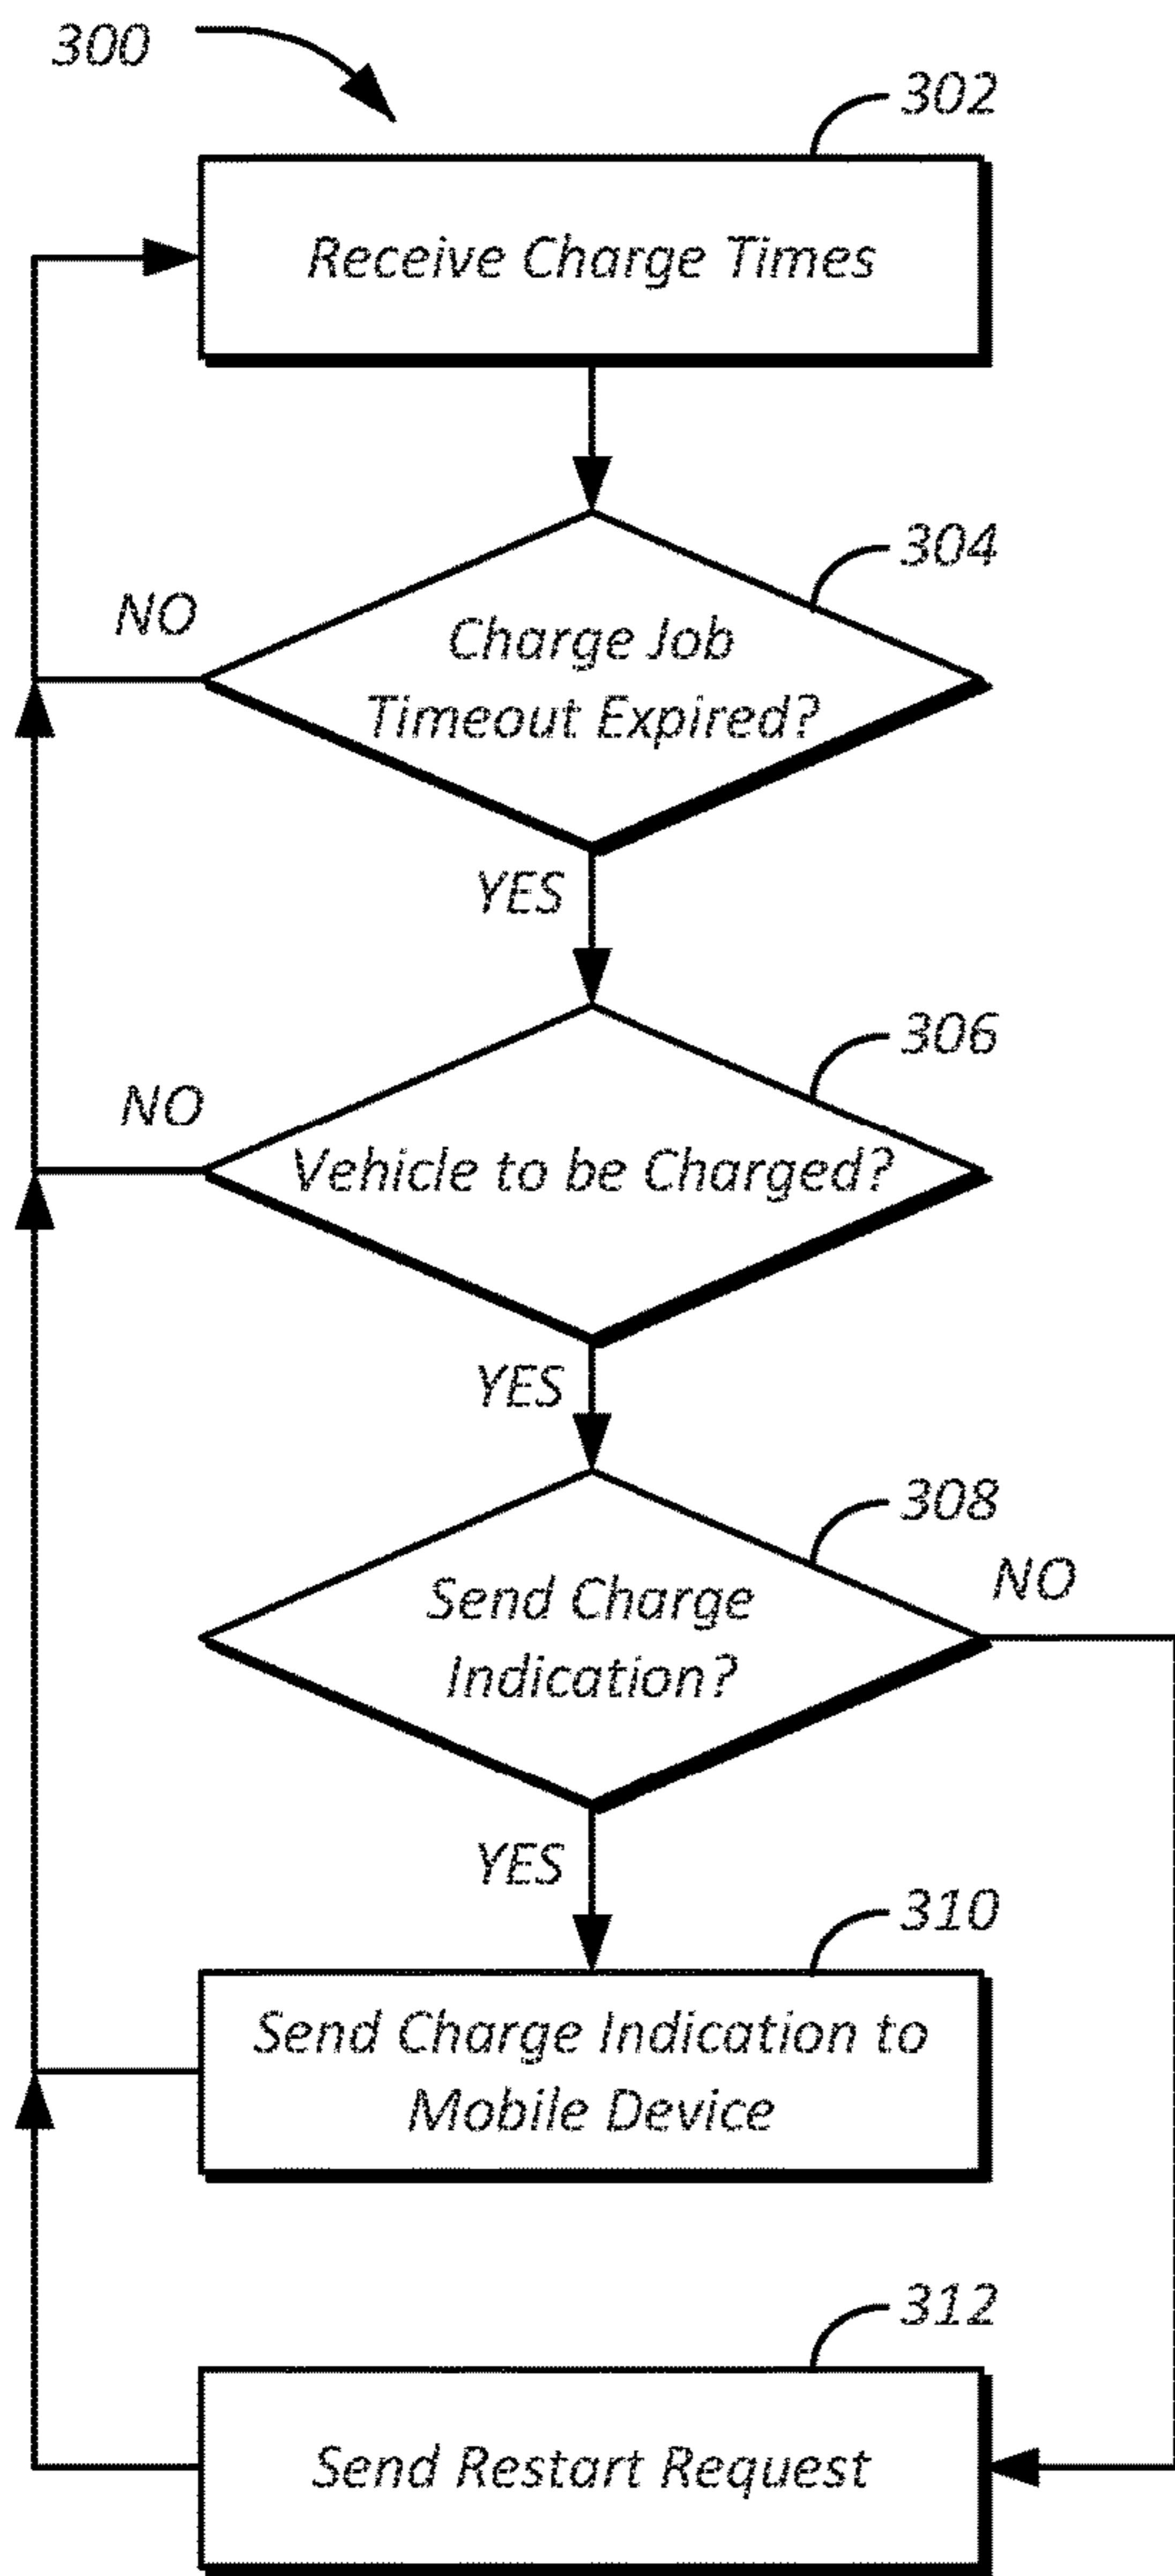 300
302
Receive Charge Times
304
NO
Charge Job
Timeout Expired?
YES
306
NO
Vehicle to be Charged?
YES
308
NO
Send Charge
Indication?
YES
310
Send Charge Indication to
Mobile Device
312
Send Restart Request